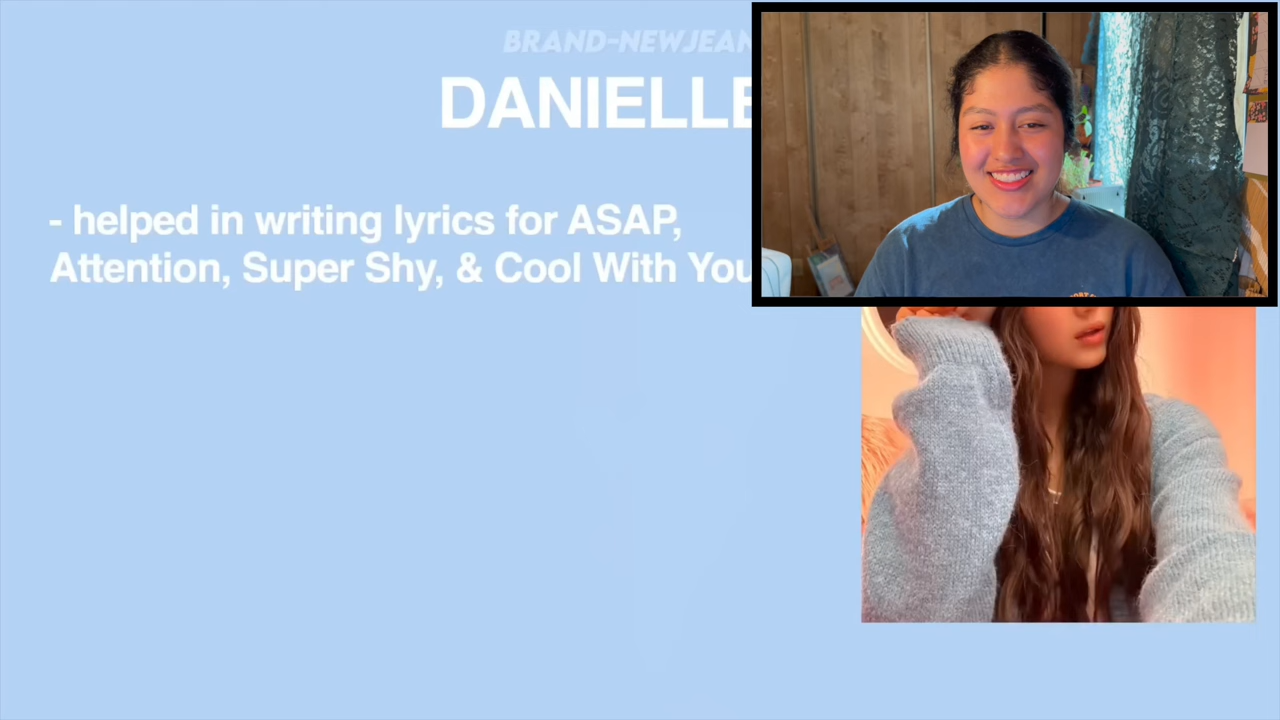 BRAND-NEWJEAN
DANIELLE
- helped in writing lyrics for ASAP,
Attention, Super Shy, & Cool With You